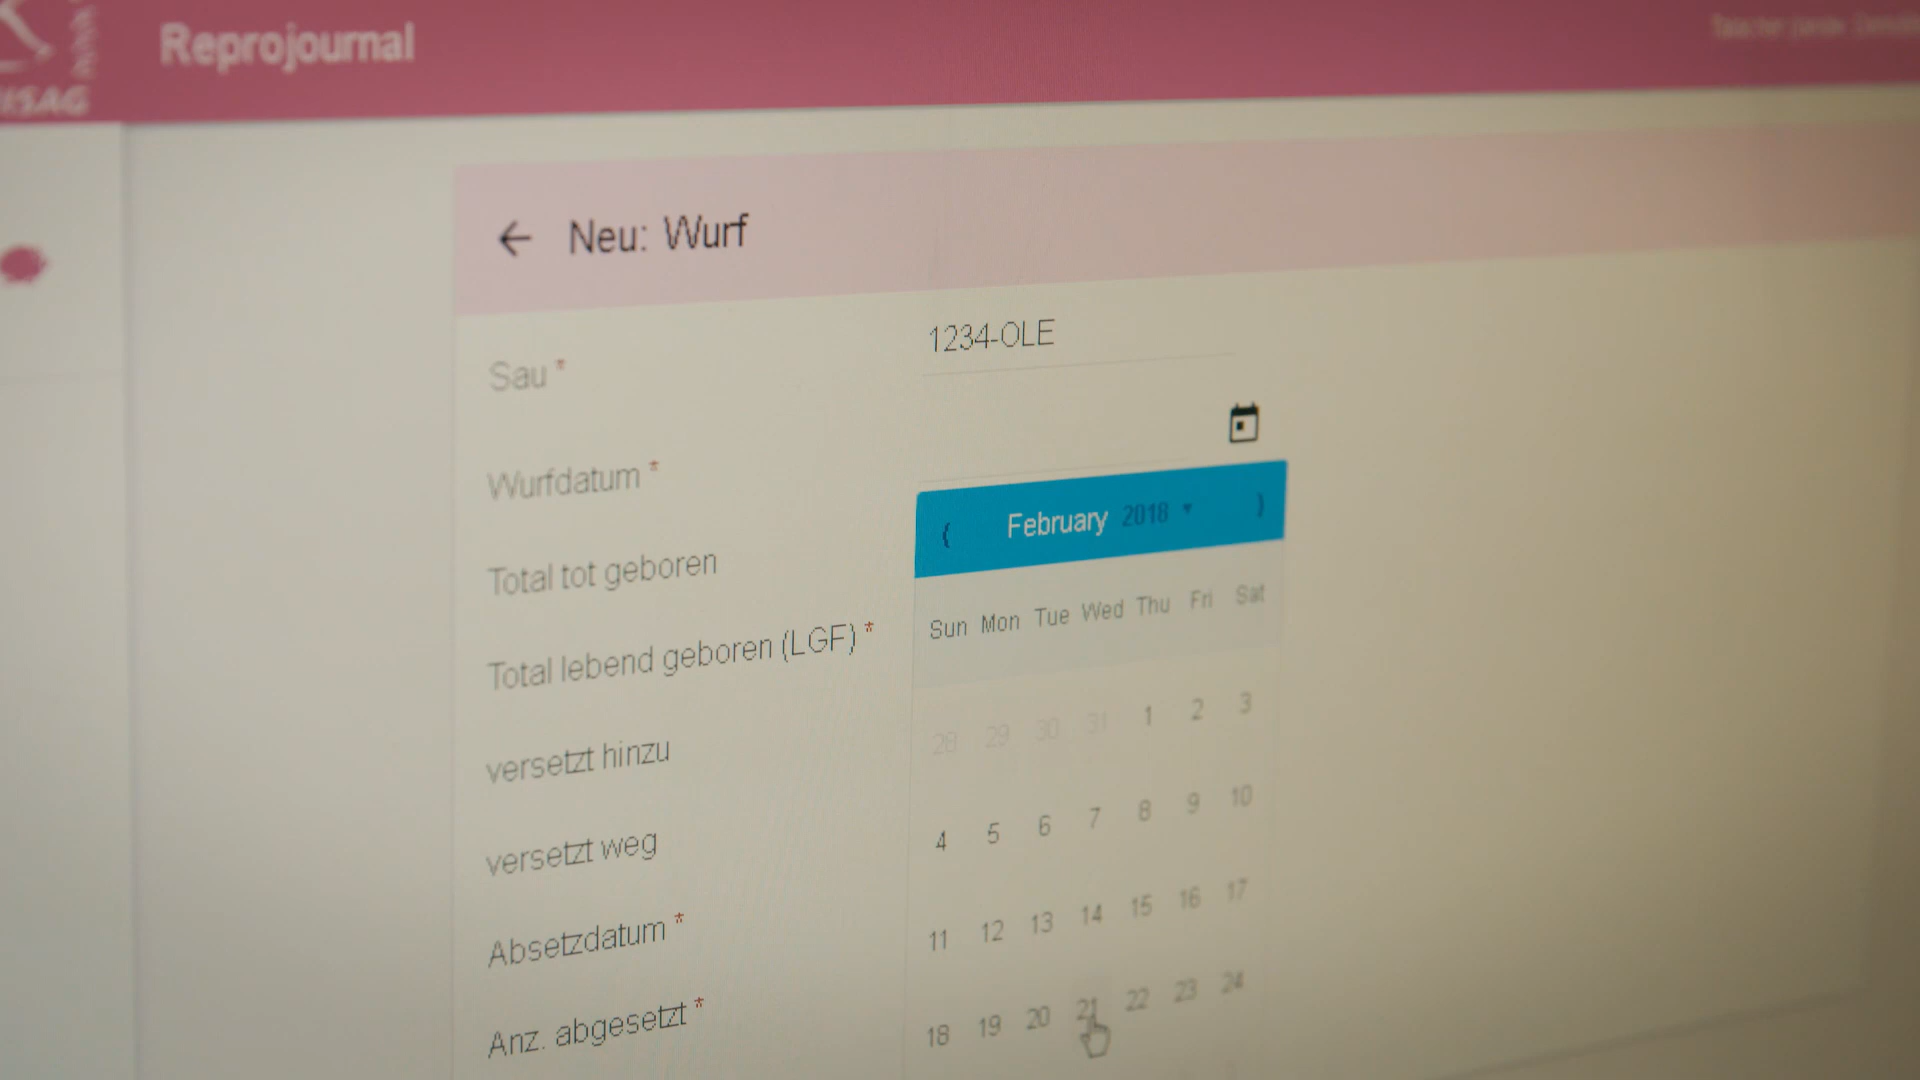 Reprojournal
Neu: Wurf
Sau *
1234-OLE
Wurfdatum *
February 2018
Sun Mon Tue Wed Thu Fri Sat
28 29 30 31 1 2 3
4 5 6 7 8 9 10
11 12 13 14 15 16 17
18 19 20 21 22 23 24
Total tot geboren
Total lebend geboren (LGF) *
versetzt hinzu
versetzt weg
Absetzdatum *
Anz. abgesetzt *